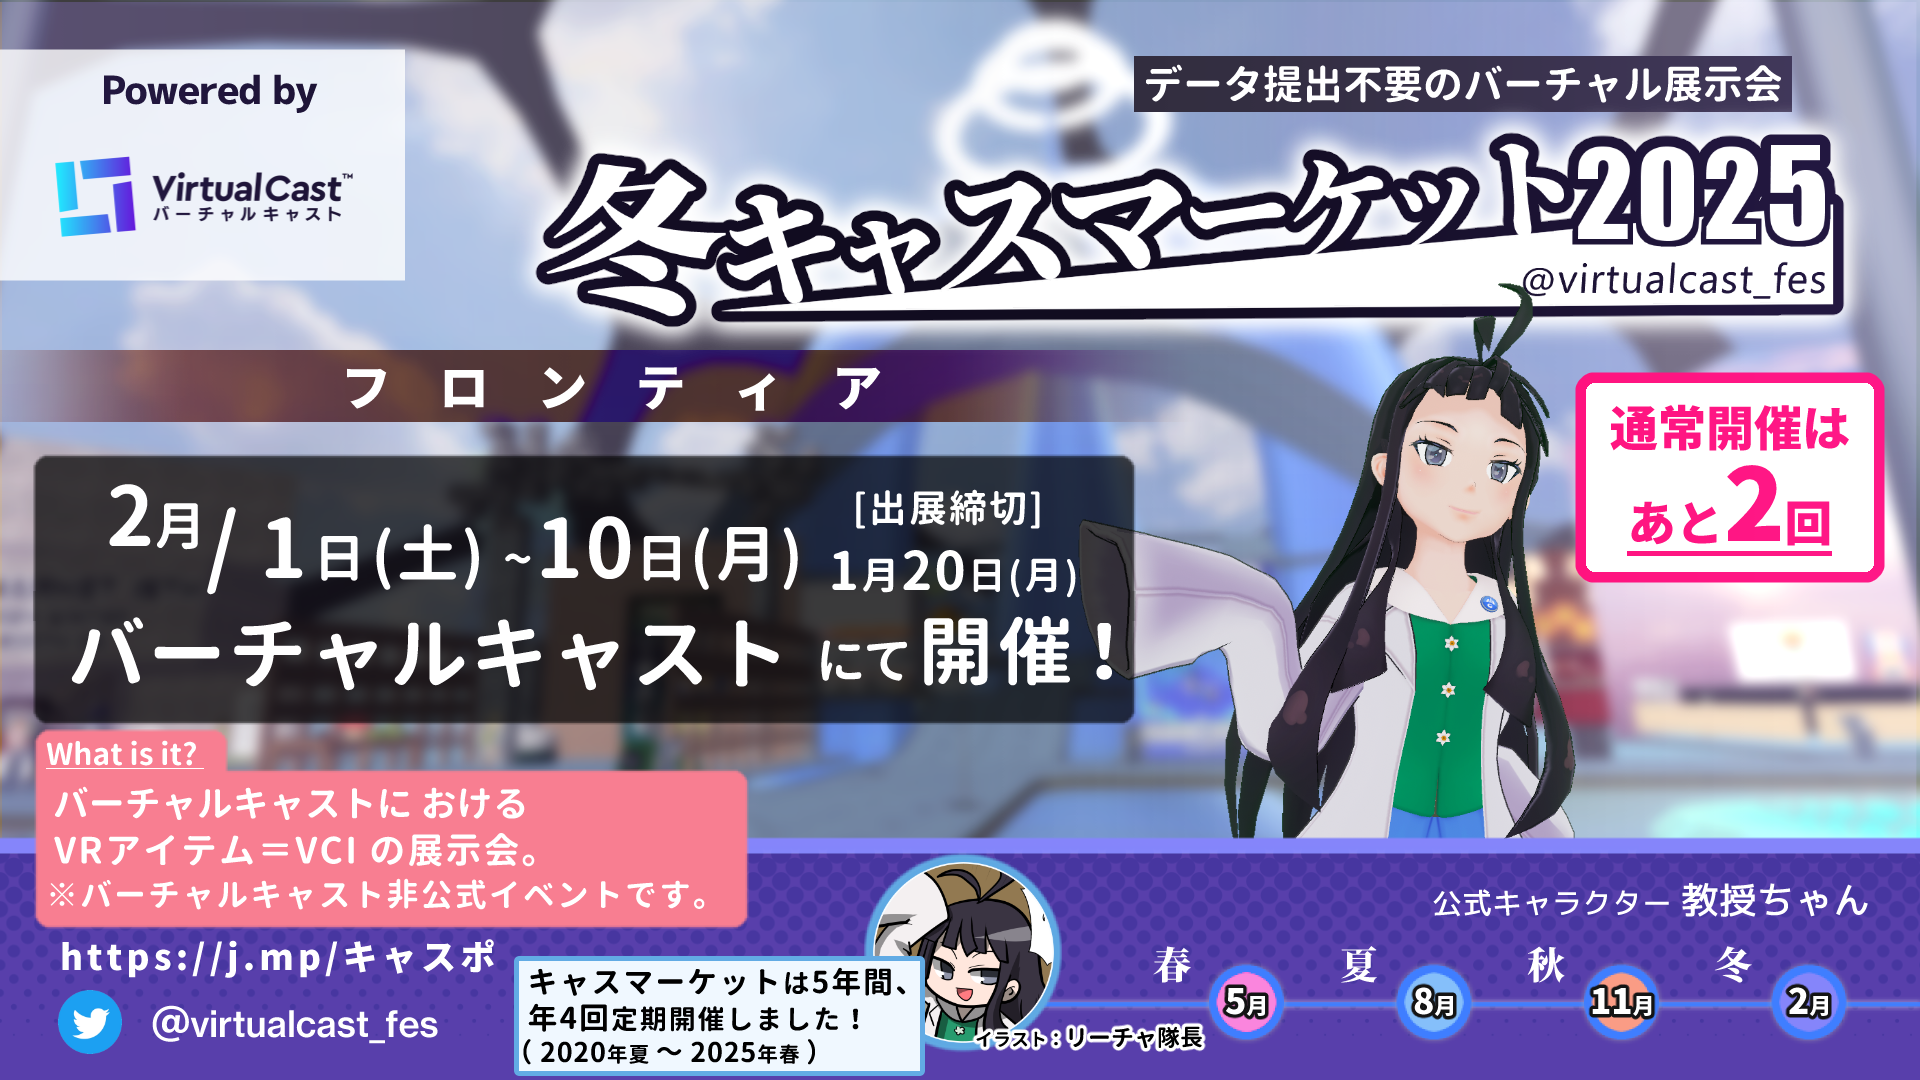 Powered by
VirtualCast™
バーチャルキャスト
データ提出不要のバーチャル展示会
冬キャスマーケット2025
@virtualcast_fes
フロンティア
通常開催は
あと2回
2月/1日(土)~10日(月)
[出展締切]
1月20日(月)
バーチャルキャストにて開催！
What is it?
バーチャルキャストに おける
VRアイテム＝VCI の展示会。
※バーチャルキャスト非公式イベントです。
https://j.mp/キャスポ
@virtualcast_fes
キャスマーケットは5年間、
年4回定期開催しました！
( 2020年夏 ～ 2025年春 )
イラスト：リーチャ隊長
公式キャラクター 教授ちゃん
春 夏 秋 冬
5月 8月 11月 2月